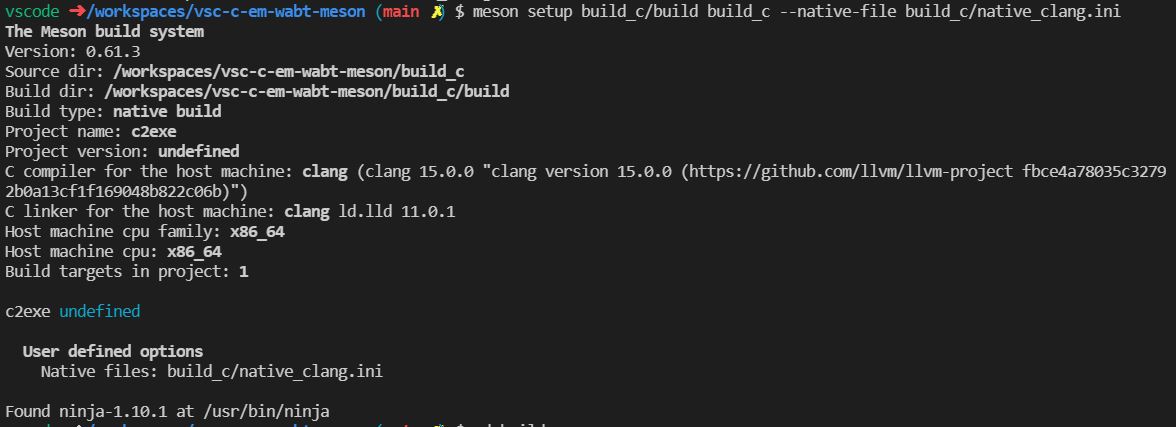 vscode ➜/workspaces/vsc-c-em-wabt-meson (main ✗) $ meson setup build_c/build build_c --native-file build_c/native_clang.ini
The Meson build system
Version: 0.61.3
Source dir: /workspaces/vsc-c-em-wabt-meson/build_c
Build dir: /workspaces/vsc-c-em-wabt-meson/build_c/build
Build type: native build
Project name: c2exe
Project version: undefined
C compiler for the host machine: clang (clang 15.0.0 "clang version 15.0.0 (https://github.com/llvm/llvm-project fbce4a78035c3279
2b0a13cf1f169048b822c06b)")
C linker for the host machine: clang ld.lld 11.0.1
Host machine cpu family: x86_64
Host machine cpu: x86_64
Build targets in project: 1
c2exe undefined
User defined options
Native files: build_c/native_clang.ini
Found ninja-1.10.1 at /usr/bin/ninja